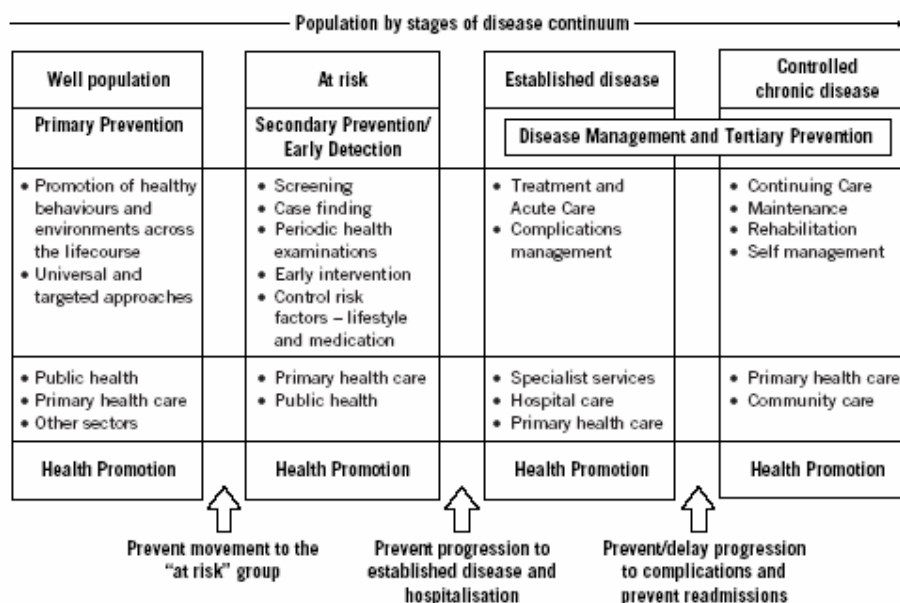 Population by stages of disease continuum
Well population
At risk
Established disease
Controlled
chronic disease
Primary Prevention
Secondary Prevention/
Early Detection
Disease Management and Tertiary Prevention
• Promotion of healthy
behaviours and
environments across
the lifecourse
• Universal and
targeted approaches
• Screening
• Case finding
• Periodic health
examinations
• Early intervention
• Control risk
factors – lifestyle
and medication
• Treatment and
Acute Care
• Complications
management
• Continuing Care
• Maintenance
• Rehabilitation
• Self management
• Public health
• Primary health care
• Other sectors
• Primary health care
• Public health
• Specialist services
• Hospital care
• Primary health care
• Primary health care
• Community care
Health Promotion
Health Promotion
Health Promotion
Health Promotion
Prevent movement to the
“at risk” group
Prevent progression to
established disease and
hospitalisation
Prevent/delay progression
to complications and
prevent readmissions